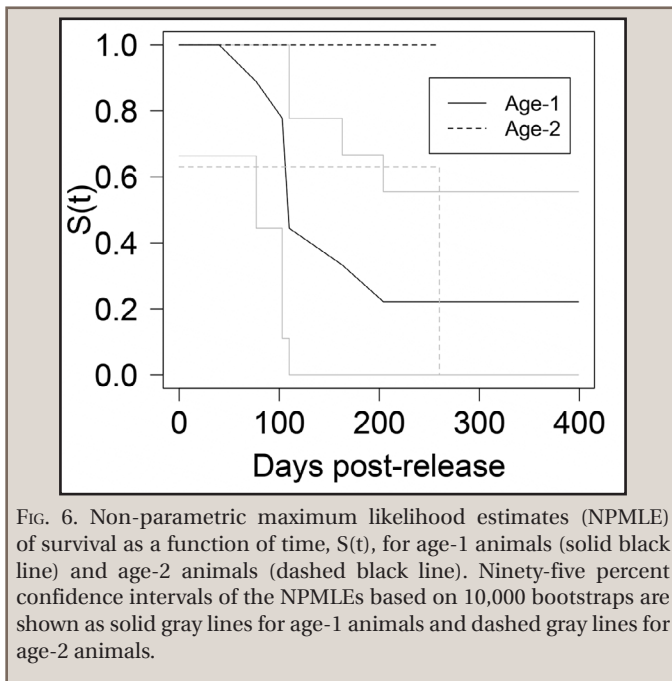 1.0
0.8
0.6
0.4
0.2
0.0
S(t)
Age-1
Age-2
0 100 200 300 400
Days post-release
FIG. 6. Non-parametric maximum likelihood estimates (NPMLE)
of survival as a function of time, S(t), for age-1 animals (solid black
line) and age-2 animals (dashed black line). Ninety-five percent
confidence intervals of the NPMLEs based on 10,000 bootstraps are
shown as solid gray lines for age-1 animals and dashed gray lines for
age-2 animals.